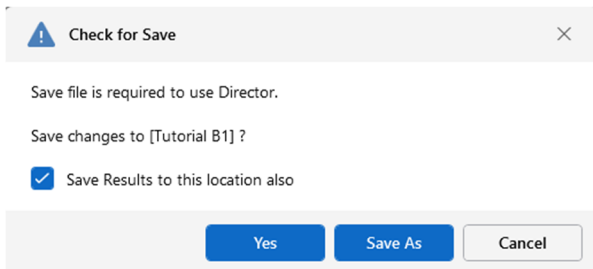 Check for Save
Save file is required to use Director.
Save changes to [Tutorial B1] ?
Save Results to this location also
Yes
Save As
Cancel